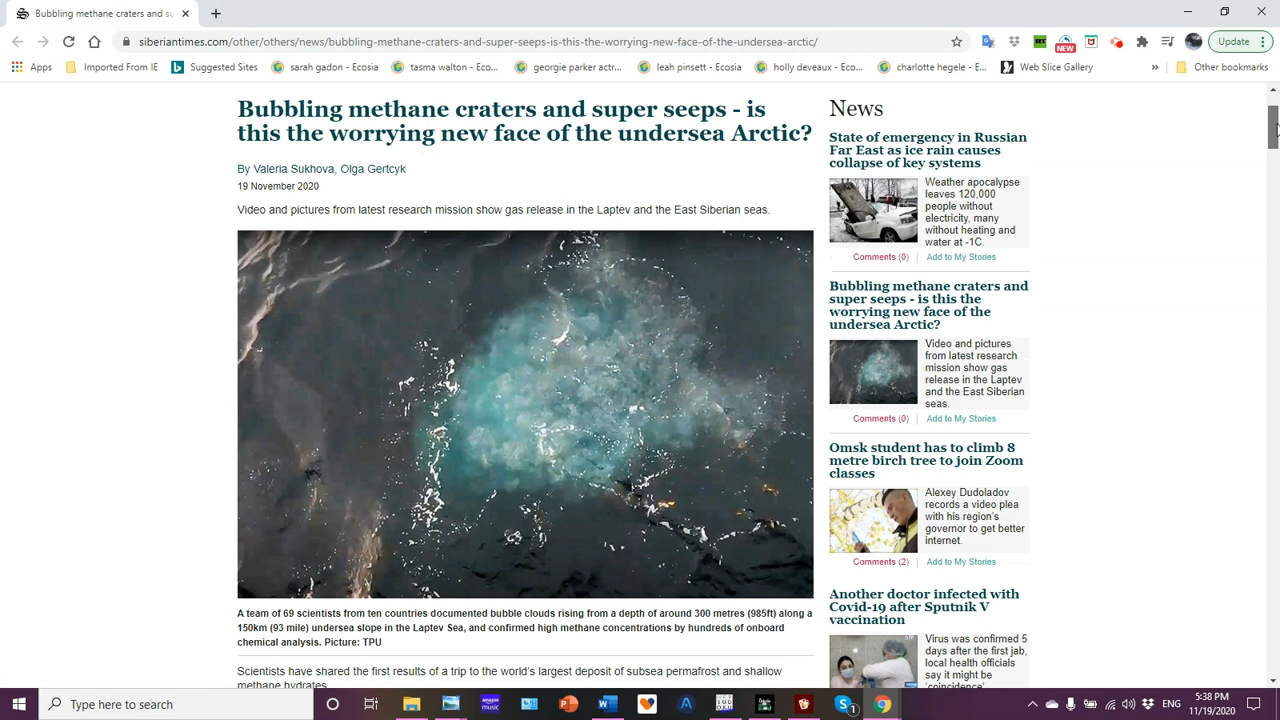 Bubbling methane craters and su
siberiantimes.com/other/others/news/bubbling-methane-craters-and-super-seeps-is-this-the-worrying-new-face-of-the-undersea-arctic/
NEW
Update
Apps
Imported From IE
Suggested Sites
sarah gadon - Ecosia
tasma walton - Eco...
georgie parker actr...
leah pinsett - Ecosia
holly deveaux - Eco...
charlotte hegele - E...
Web Slice Gallery
»
Other bookmarks
Bubbling methane craters and super seeps - is
this the worrying new face of the undersea Arctic?
By Valeria Sukhova, Olga Gertcyk
19 November 2020
Video and pictures from latest research mission show gas release in the Laptev and the East Siberian seas.
A team of 69 scientists from ten countries documented bubble clouds rising from a depth of around 300 metres (985ft) along a
150km (93 mile) undersea slope in the Laptev Sea, and confirmed high methane concentrations by hundreds of onboard
chemical analysis. Picture: TPU
Scientists have shared the first results of a trip to the world's largest deposit of subsea permafrost and shallow
methane hydrates
News
State of emergency in Russian
Far East as ice rain causes
collapse of key systems
Weather apocalypse
leaves 120,000
people without
electricity, many
without heating and
water at -1C.
Comments (0)
Add to My Stories
Bubbling methane craters and
super seeps - is this the
worrying new face of the
undersea Arctic?
Video and pictures
from latest research
mission show gas
release in the Laptev
and the East Siberian
seas.
Comments (0)
Add to My Stories
Omsk student has to climb 8
metre birch tree to join Zoom
classes
Alexey Dudoladov
records a video plea
with his region's
governor to get better
internet.
Comments (2)
Add to My Stories
Another doctor infected with
Covid-19 after Sputnik V
vaccination
Virus was confirmed 5
days after the first jab,
local health officials
say it might be
'coincidence'
Type here to search
ENG
5:38 PM
11/19/2020